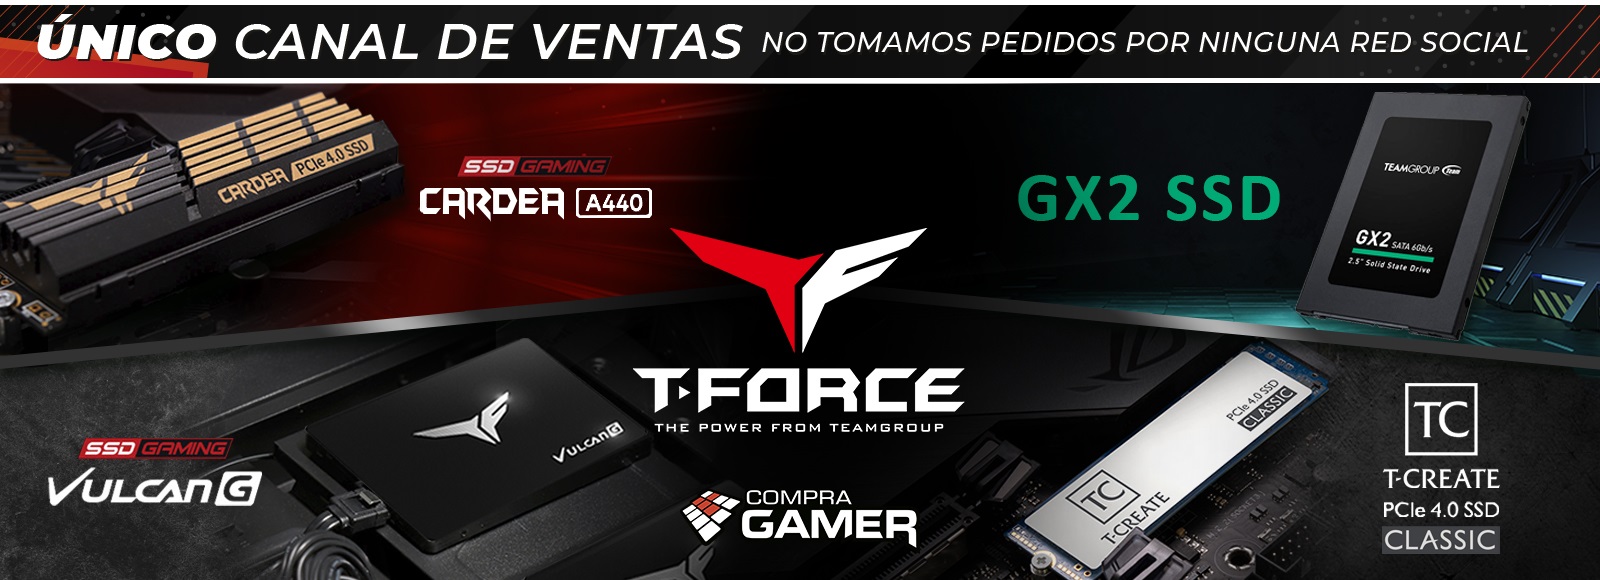 ÚNICO CANAL DE VENTAS NO TOMAMOS PEDIDOS POR NINGUNA RED SOCIAL
CARDEA PCIe 4.0 SSD
SSD GAMING
CARDEA A440
GX2 SSD
TEAMGROUP Team
GX2 SATA 6Gb/s
2.5" Solid State Drive
T-FORCE
THE POWER FROM TEAMGROUP
SSD GAMING
VULCAN G
VULCAN G
COMPRA
GAMER
PCIe 4.0 SSD
CLASSIC
TC
T-CREATE
TC
T-CREATE
PCIe 4.0 SSD
CLASSIC